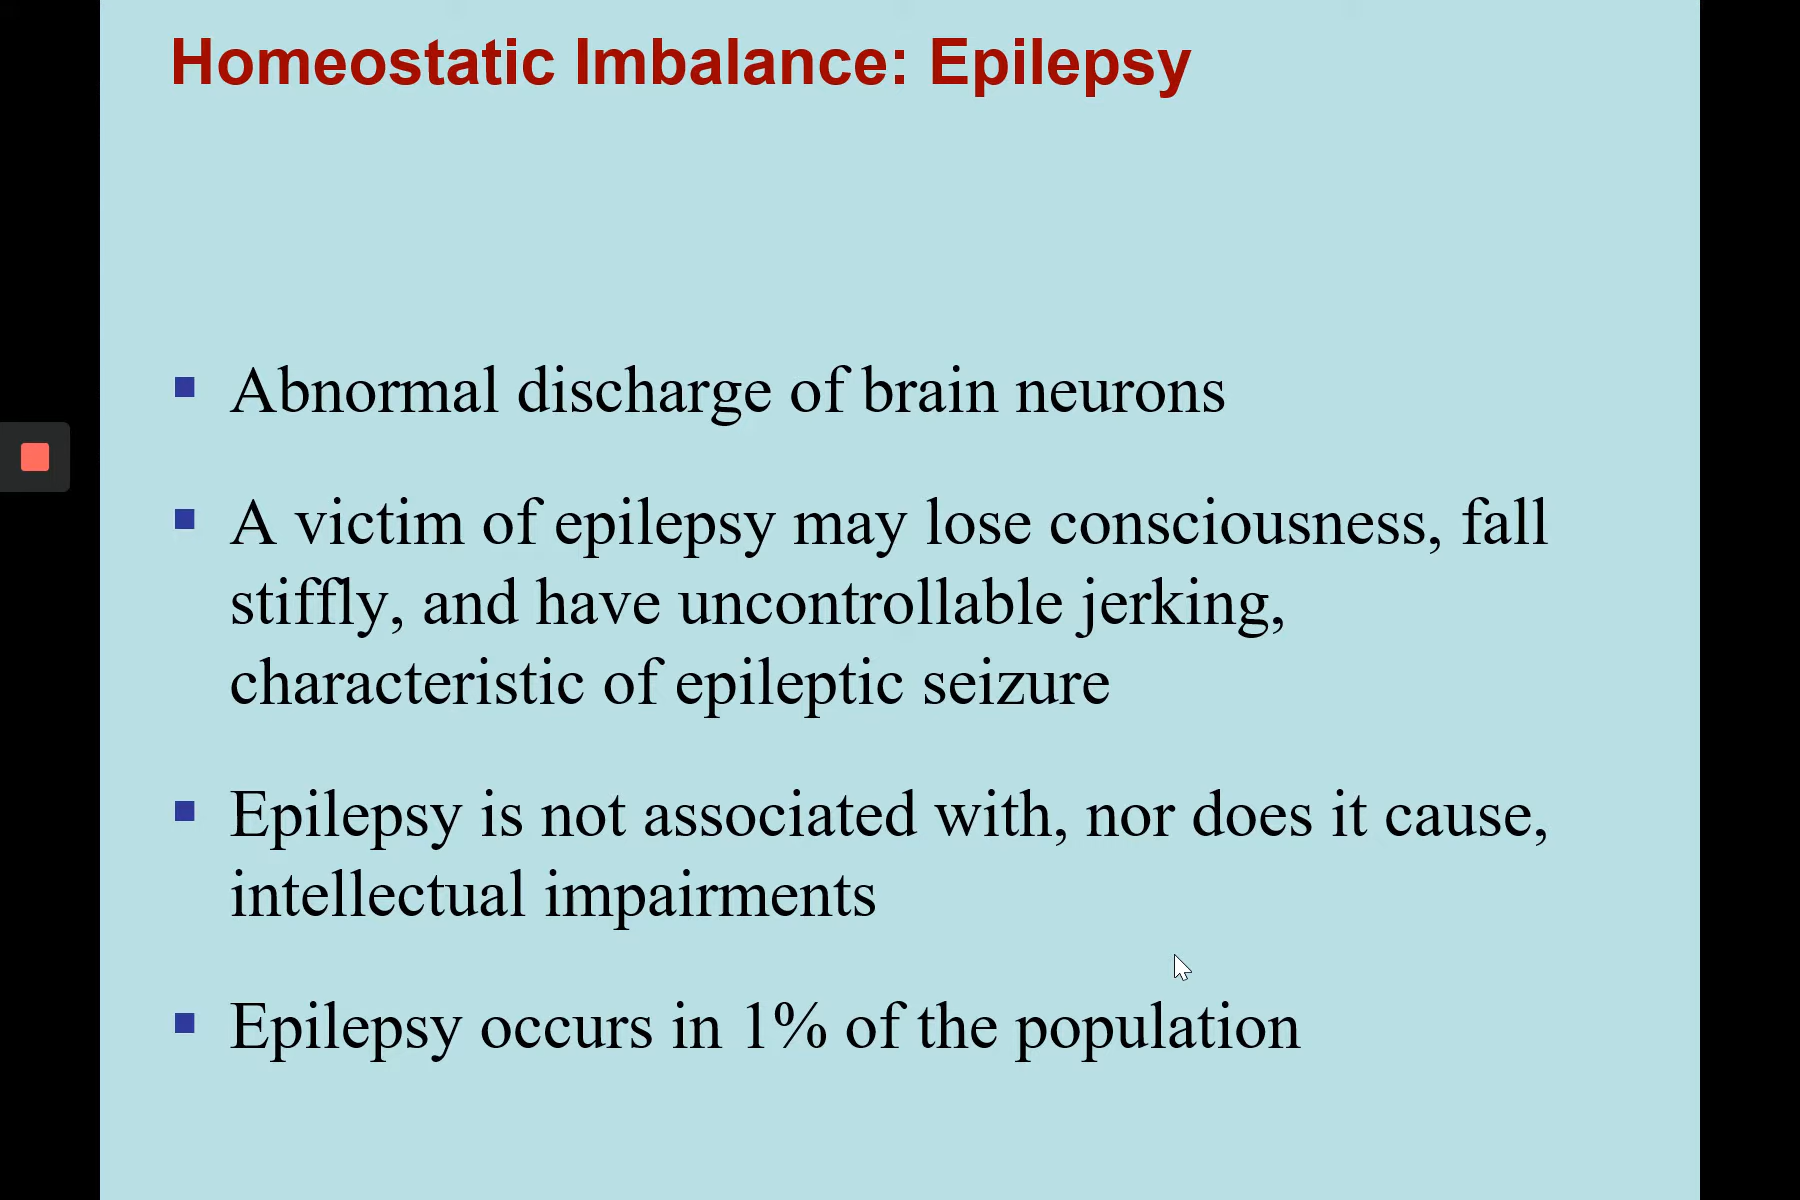 Homeostatic Imbalance: Epilepsy
Abnormal discharge of brain neurons
A victim of epilepsy may lose consciousness, fall
stiffly, and have uncontrollable jerking,
characteristic of epileptic seizure
Epilepsy is not associated with, nor does it cause,
intellectual impairments
Epilepsy occurs in 1% of the population